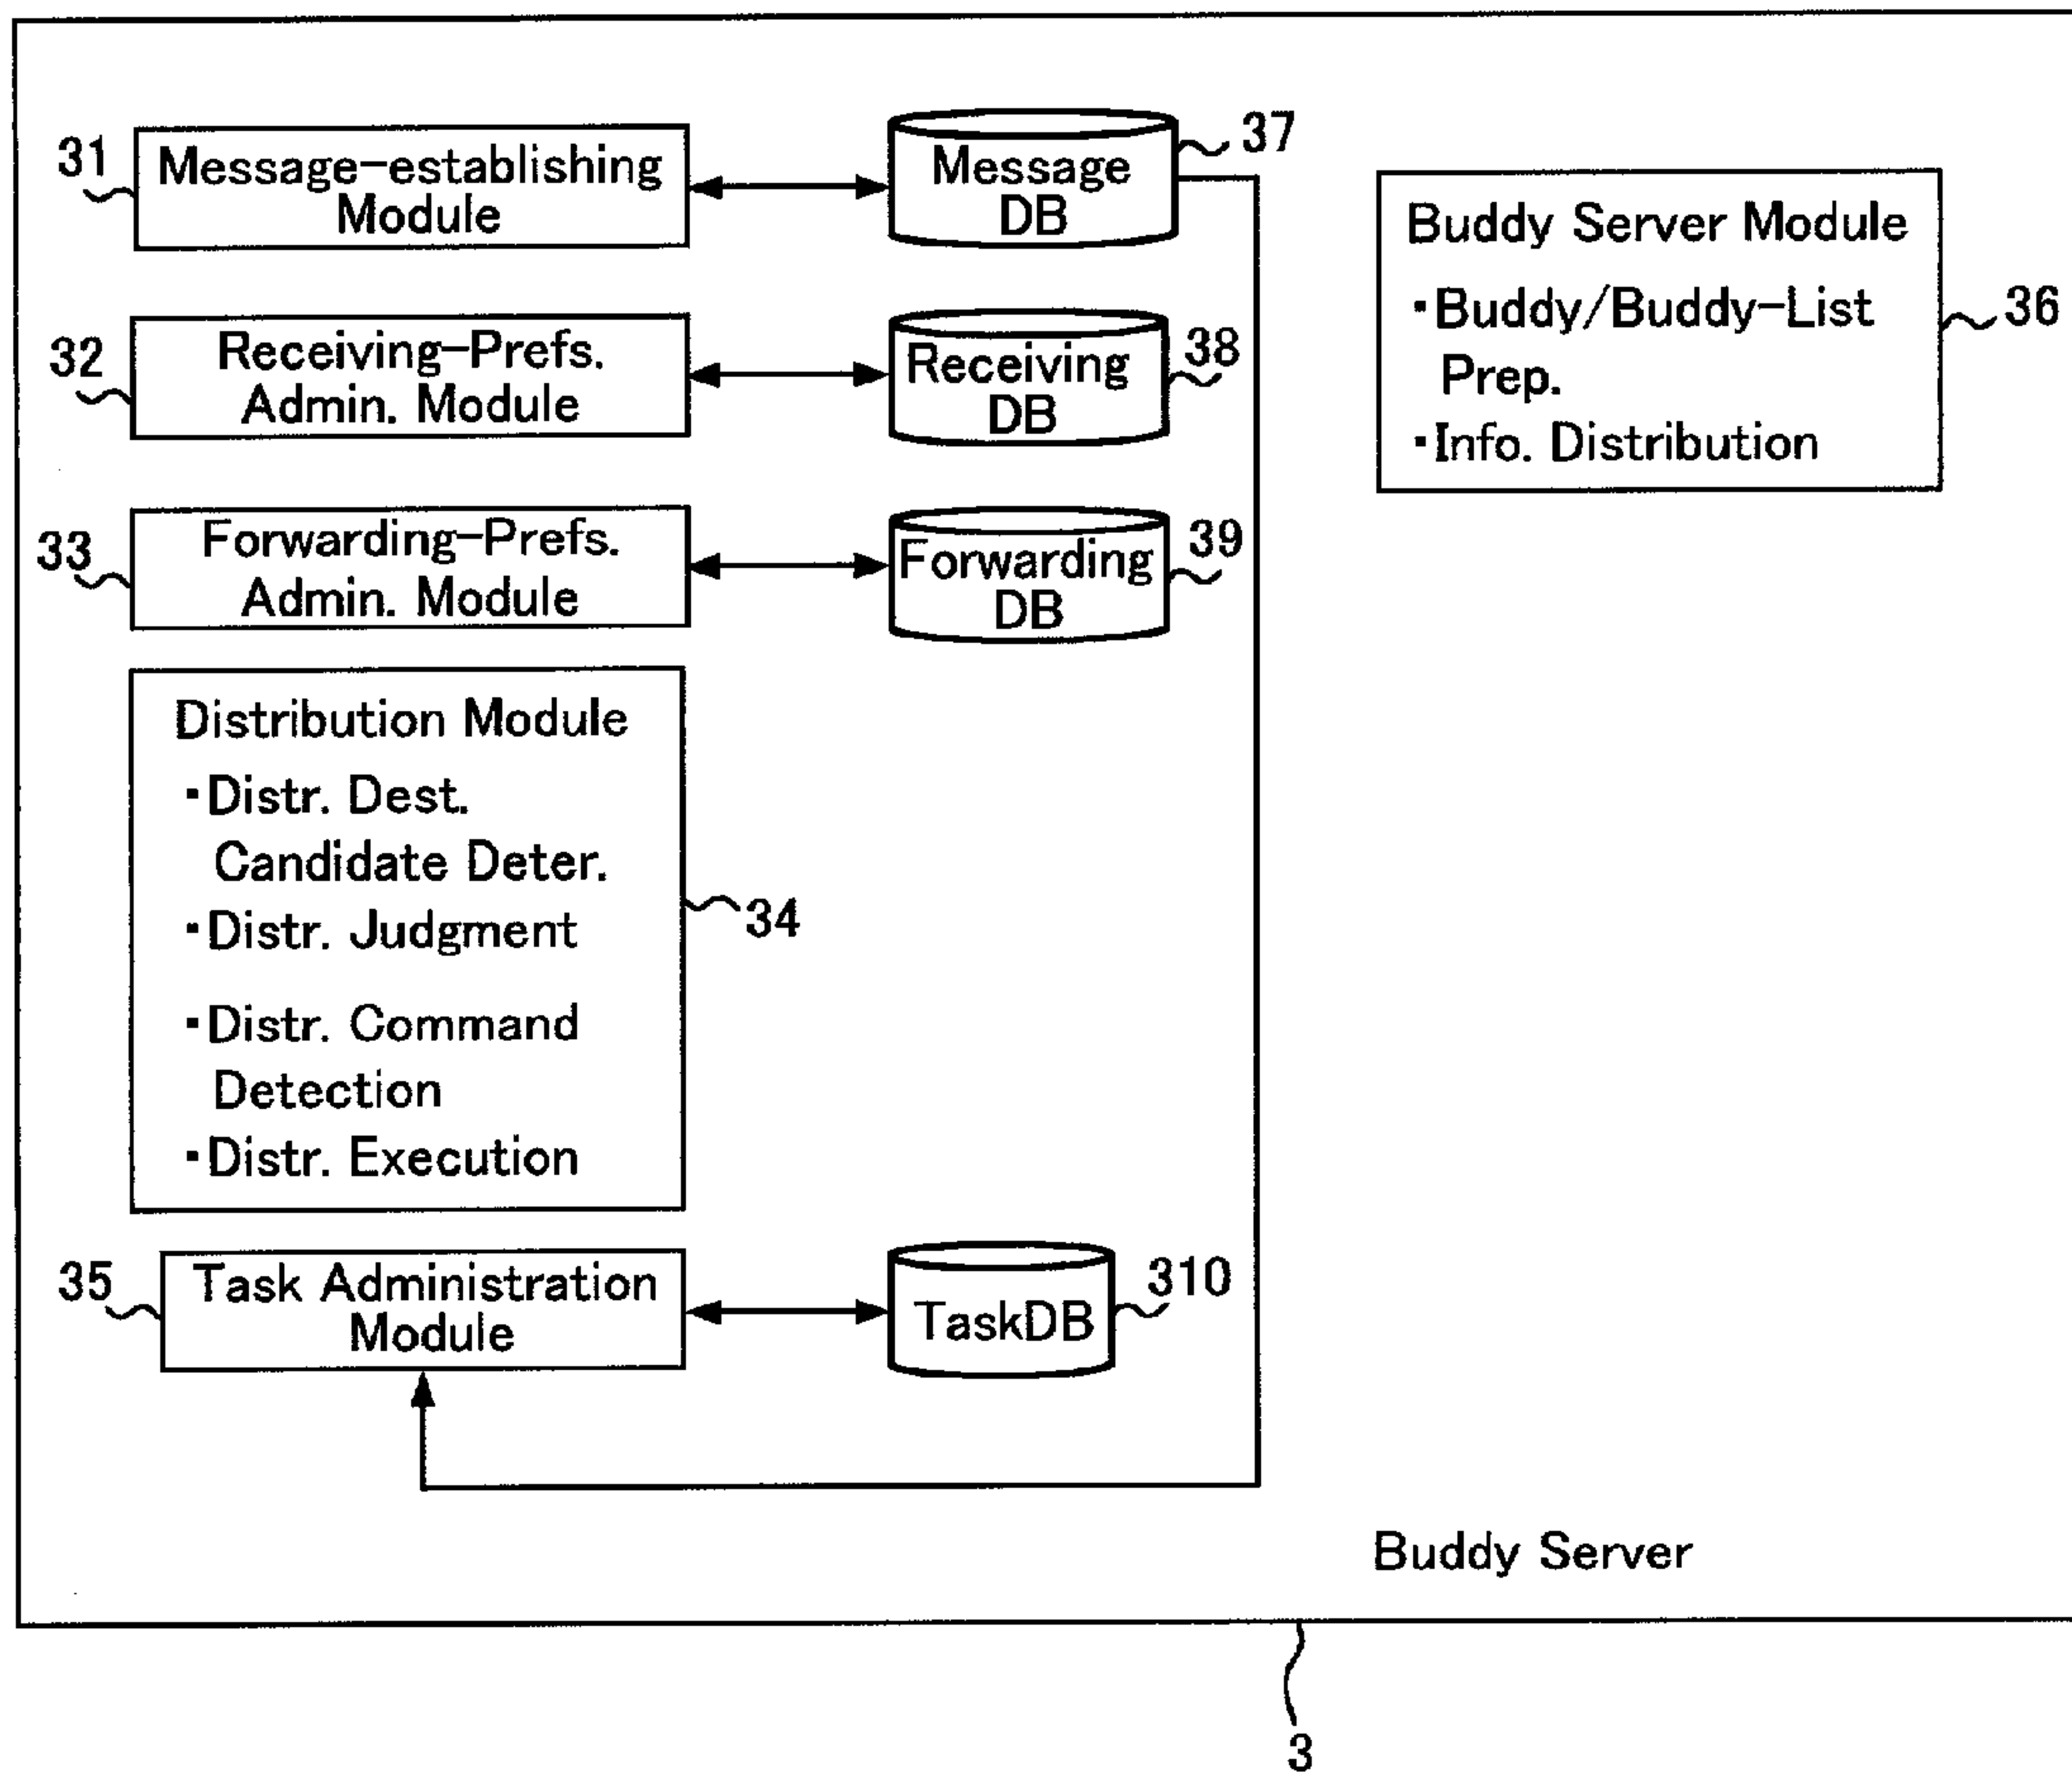 31
Message-establishing
Module
Message
DB
37
32
Receiving-Prefs.
Admin. Module
Receiving
DB
38
33
Forwarding-Prefs.
Admin. Module
Forwarding
DB
39
Buddy Server Module
・Buddy/Buddy-List
Prep.
・Info. Distribution
36
Distribution Module
・Distr. Dest.
Candidate Deter.
・Distr. Judgment
・Distr. Command
Detection
・Distr. Execution
34
35
Task Administration
Module
TaskDB
310
Buddy Server
3